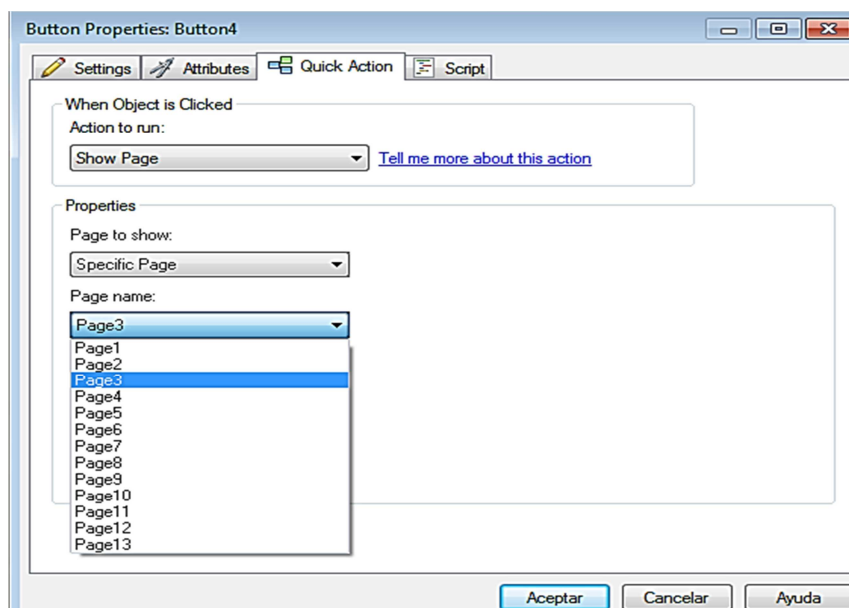 Button Properties: Button4
Settings Attributes Quick Action Script
When Object is Clicked
Action to run:
Show Page Tell me more about this action
Properties
Page to show:
Specific Page
Page name:
Page3
Page1
Page2
Page3
Page4
Page5
Page6
Page7
Page8
Page9
Page10
Page11
Page12
Page13
Aceptar Cancelar Ayuda